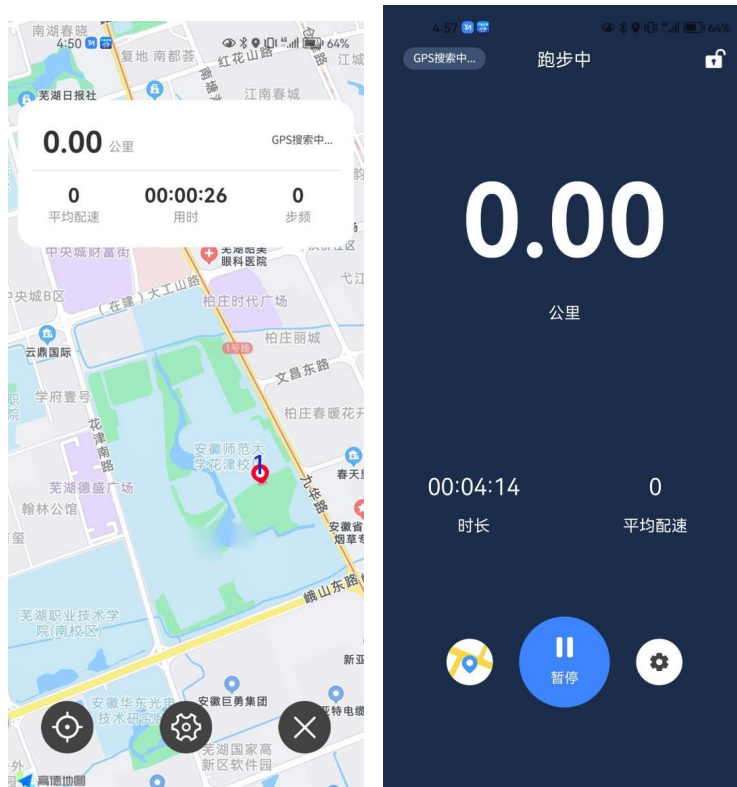 南湖春晓
4:50
64%
复地·南都荟
红花山路
江城
芜湖日报社
江南春城
0.00 公里
GPS搜索中...
0
00:00:26
0
平均配速
用时
步频
中央城财富街
芜湖昭美
眼科医院
中央城B区
(在建)大工山路
柏庄时代广场
弋江
云鼎国际
1号线
柏庄丽城
文昌东路
学府壹号
花津南路
柏庄春暖花开
安徽师范大
学花津校区
1
春天里
芜湖德盛广场
翰林公馆
九华路
安徽省
烟草专
峨山东路
芜湖职业技术学
院(南校区)
新亚
安徽华东光电
技术研究所
安徽巨勇集团
亚特电缆
芜湖国家高
新区软件园
高德地图
4:57
64%
GPS搜索中...
跑步中
0.00
公里
00:04:14
0
时长
平均配速
暂停